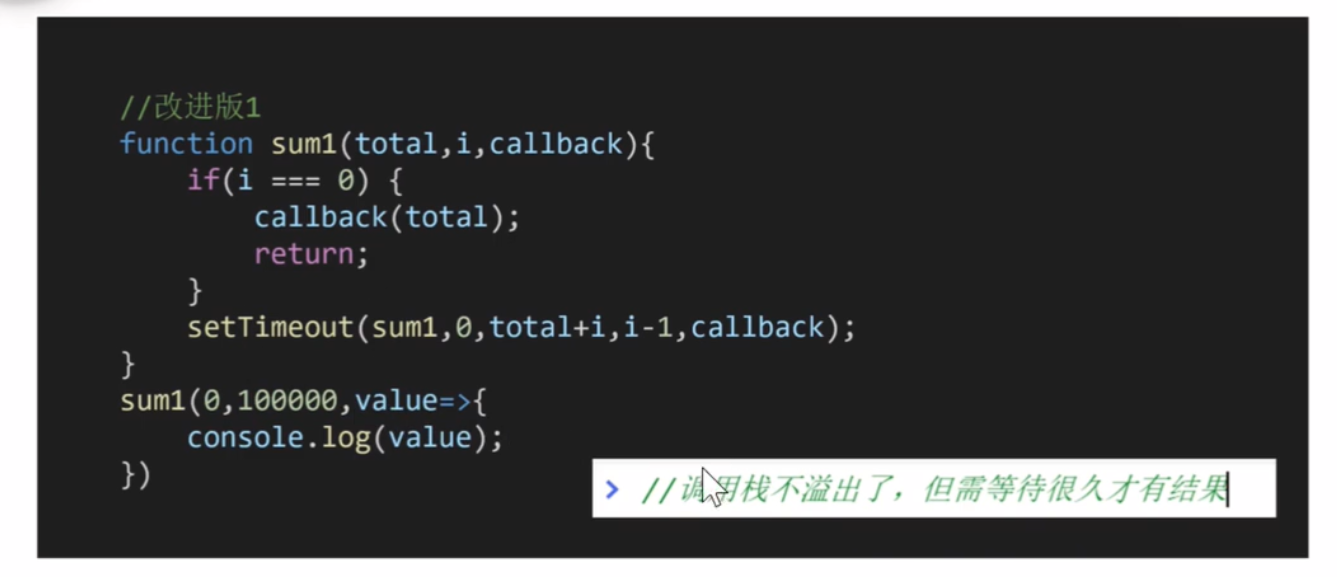 //改进版1
function sum1(total,i,callback){
    if(i === 0) {
        callback(total);
        return;
    }
    setTimeout(sum1,0,total+i,i-1,callback);
}
sum1(0,100000,value=>{
    console.log(value);
})
> //调用栈不溢出了，但需等待很久才有结果